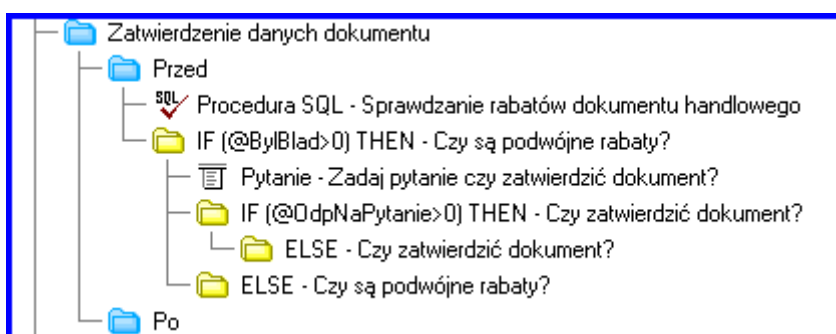 Zatwierdzenie danych dokumentu
Przed
SQL Procedura SQL - Sprawdzanie rabatów dokumentu handlowego
IF (@BylBlad>0) THEN - Czy są podwójne rabaty?
Pytanie - Zadaj pytanie czy zatwierdzić dokument?
IF (@OdpNaPytanie>0) THEN - Czy zatwierdzić dokument?
ELSE - Czy zatwierdzić dokument?
ELSE - Czy są podwójne rabaty?
Po